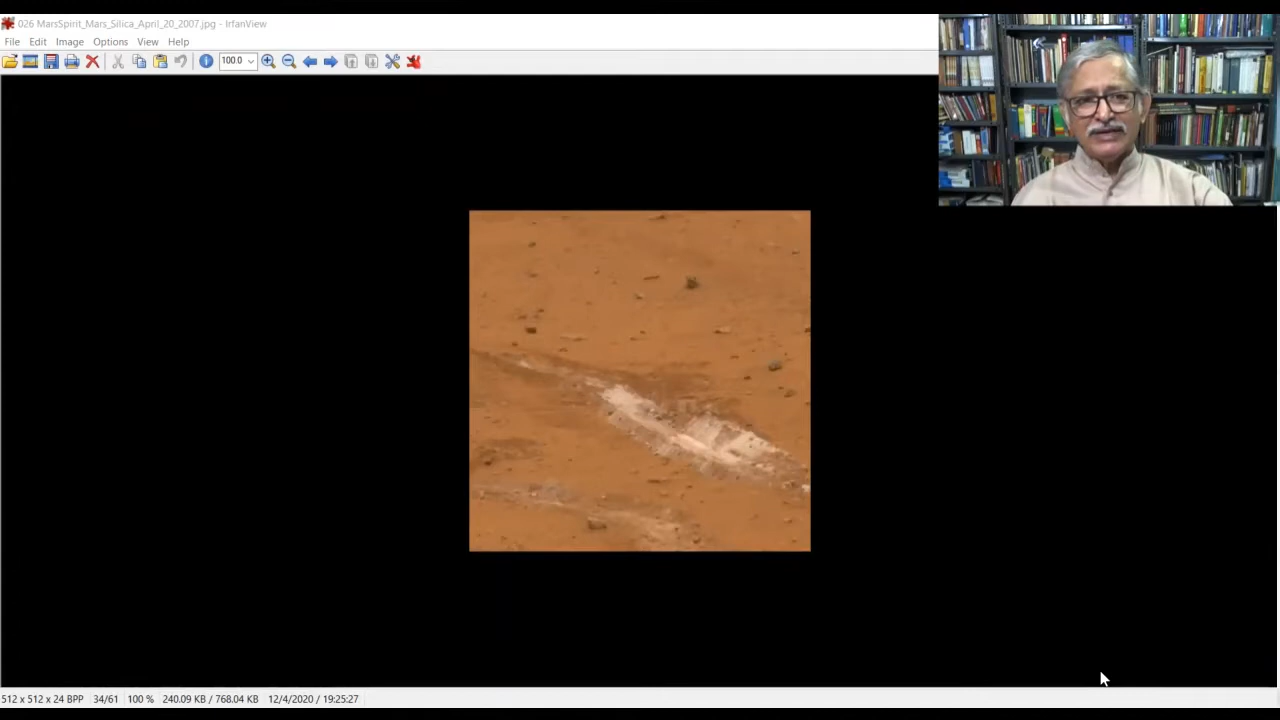 026 MarsSpirit_Mars_Silica_April_20_2007.jpg - IrfanView
File Edit Image Options View Help
100.0
512 x 512 x 24 BPP 34/61 100 % 240.09 KB / 768.04 KB 12/4/2020 / 19:25:27